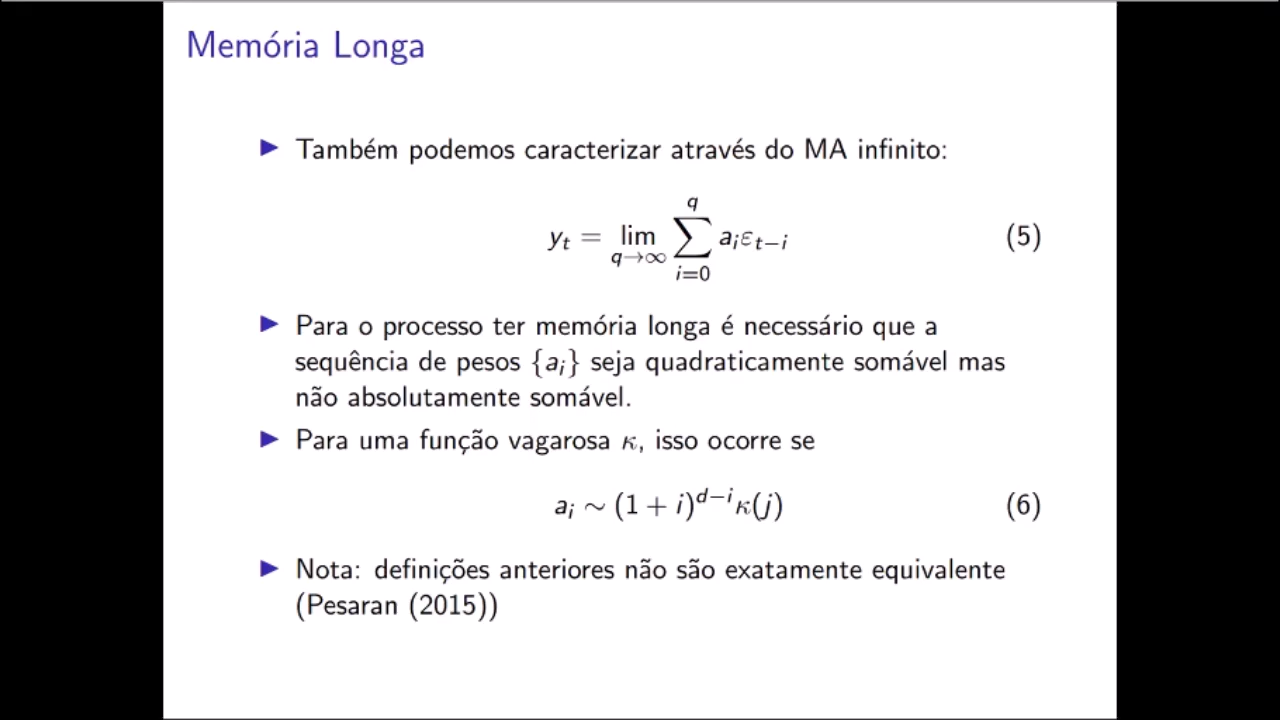 Memória Longa
▶ Também podemos caracterizar através do MA infinito:
y_t = lim_{q→∞} ∑_{i=0}^{q} a_i ε_{t−i} (5)
▶ Para o processo ter memória longa é necessário que a
sequência de pesos {a_i} seja quadraticamente somável mas
não absolutamente somável.
▶ Para uma função vagarosa κ, isso ocorre se
a_i ∼ (1 + i)^{d−i} κ(j) (6)
▶ Nota: definições anteriores não são exatamente equivalente
(Pesaran (2015))